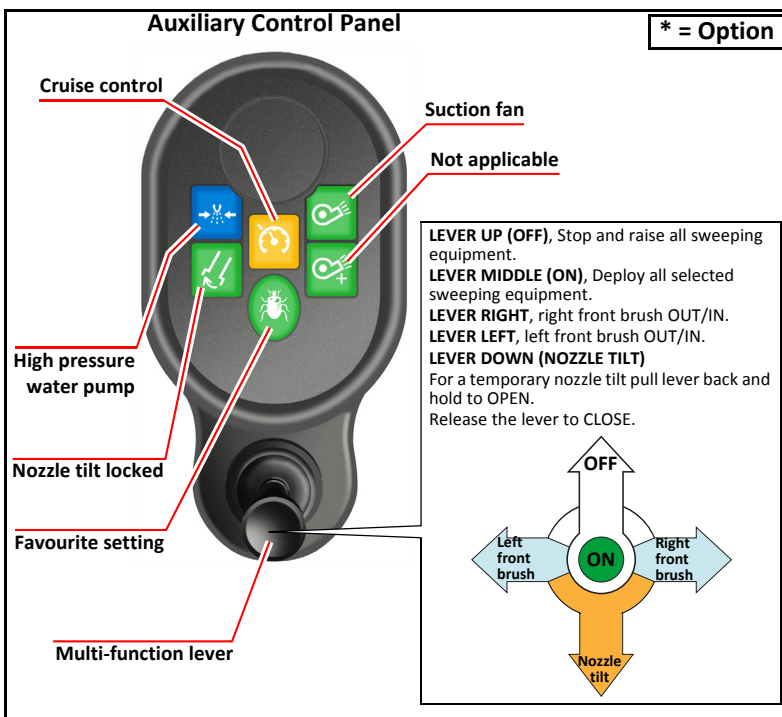 Auxiliary Control Panel
* = Option
Cruise control
Suction fan
Not applicable
High pressure
water pump
Nozzle tilt locked
Favourite setting
Multi-function lever
LEVER UP (OFF), Stop and raise all sweeping
equipment.
LEVER MIDDLE (ON), Deploy all selected
sweeping equipment.
LEVER RIGHT, right front brush OUT/IN.
LEVER LEFT, left front brush OUT/IN.
LEVER DOWN (NOZZLE TILT)
For a temporary nozzle tilt pull lever back and
hold to OPEN.
Release the lever to CLOSE.
OFF
Left
front
brush
ON
Right
front
brush
Nozzle
tilt